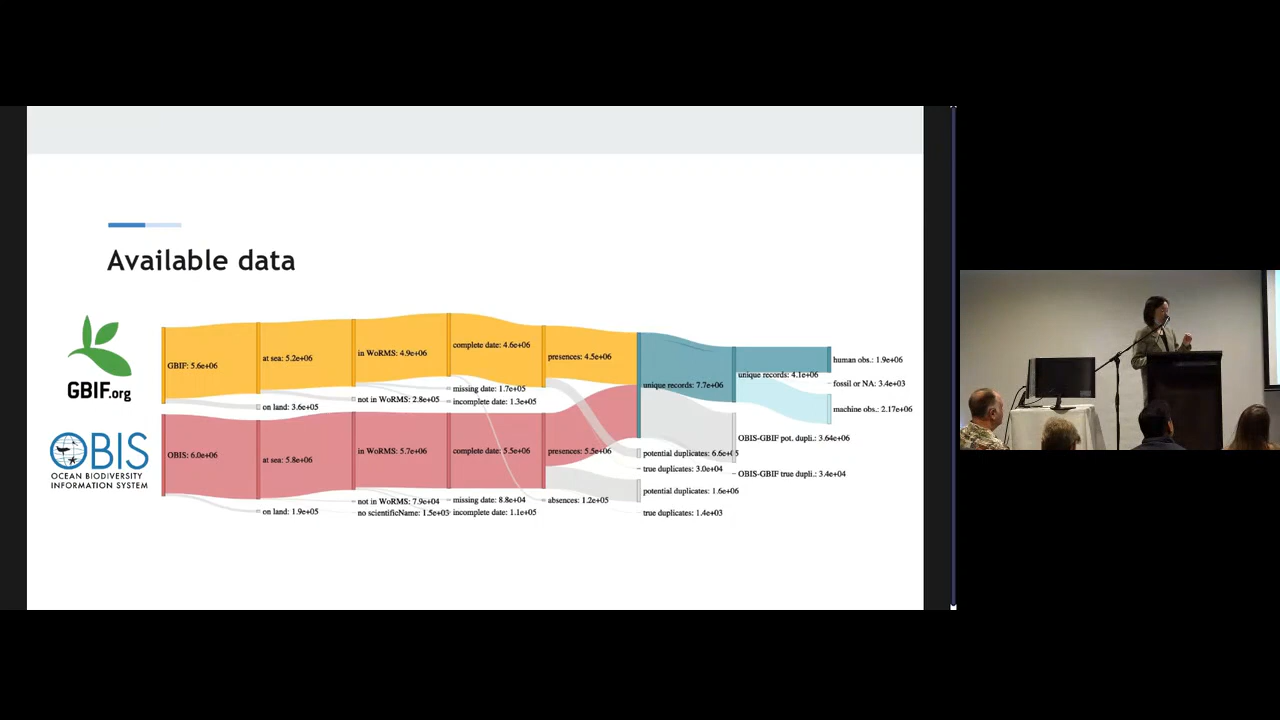 Available data
GBIF.org
OBIS
OCEAN BIODIVERSITY
INFORMATION SYSTEM
GBIF: 5.6e+06
at sea: 5.2e+06
on land: 3.6e+05
in WoRMS: 4.9e+06
not in WoRMS: 2.8e+05
complete date: 4.6e+06
missing date: 1.7e+05
incomplete date: 1.3e+05
presences: 4.5e+06
OBIS: 6.0e+06
at sea: 5.8e+06
on land: 1.9e+05
in WoRMS: 5.7e+06
not in WoRMS: 7.9e+04
no scientificName: 1.5e+03
complete date: 5.5e+06
missing date: 8.8e+04
incomplete date: 1.1e+05
presences: 5.5e+06
absences: 1.2e+05
unique records: 7.7e+06
potential duplicates: 6.6e+05
true duplicates: 3.0e+04
potential duplicates: 1.6e+06
true duplicates: 1.4e+03
unique records: 4.1e+06
OBIS-GBIF pot. dupli.: 3.64e+06
OBIS-GBIF true dupli.: 3.4e+04
human obs.: 1.9e+06
fossil or NA: 3.4e+03
machine obs.: 2.17e+06